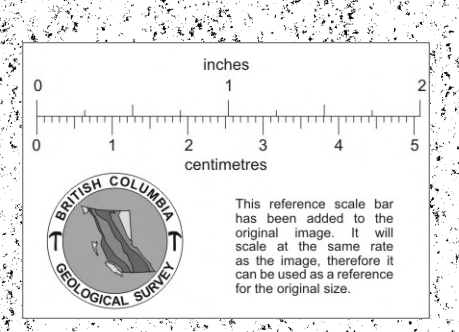 inches
0 1 2
0 1 2 3 4 5
centimetres
BRITISH COLUMBIA
GEOLOGICAL SURVEY
This reference scale bar
has been added to the
original image. It will
scale at the same rate
as the image, therefore it
can be used as a reference
for the original size.